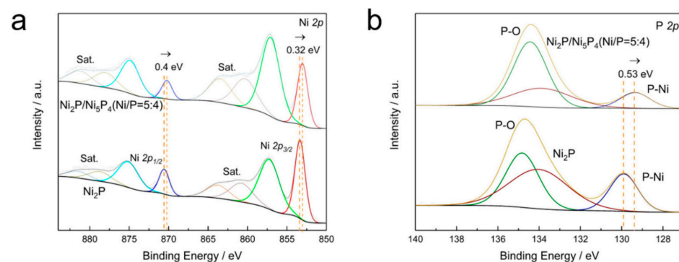 a
Ni 2p
→
0.32 eV
→
0.4 eV
Sat.
Sat.
Ni₂P/Ni₅P₄(Ni/P=5:4)
Ni 2p₃/₂
Ni 2p₁/₂
Sat.
Sat.
Ni₂P
Intensity / a.u.
880 875 870 865 860 855 850
Binding Energy / eV
b
P 2p
P-O
Ni₂P/Ni₅P₄(Ni/P=5:4)
→
0.53 eV
P-Ni
P-O
Ni₂P
P-Ni
Intensity / a.u.
140 138 136 134 132 130 128 126
Binding Energy / eV